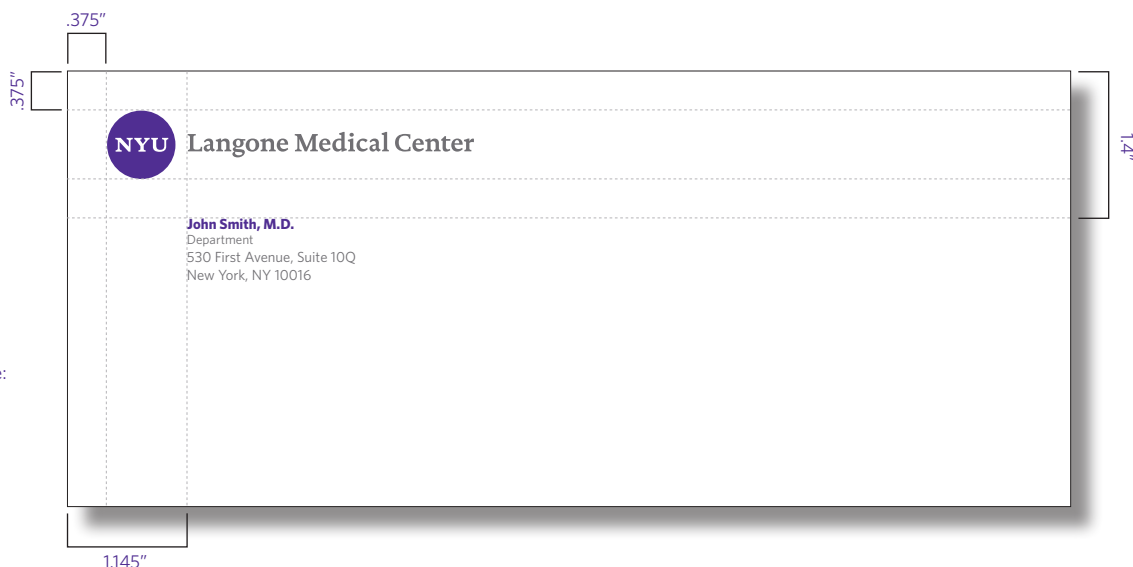 .375"
.375"
NYU Langone Medical Center
1.4"
John Smith, M.D.
Department
530 First Avenue, Suite 10Q
New York, NY 10016
e:
1.145"